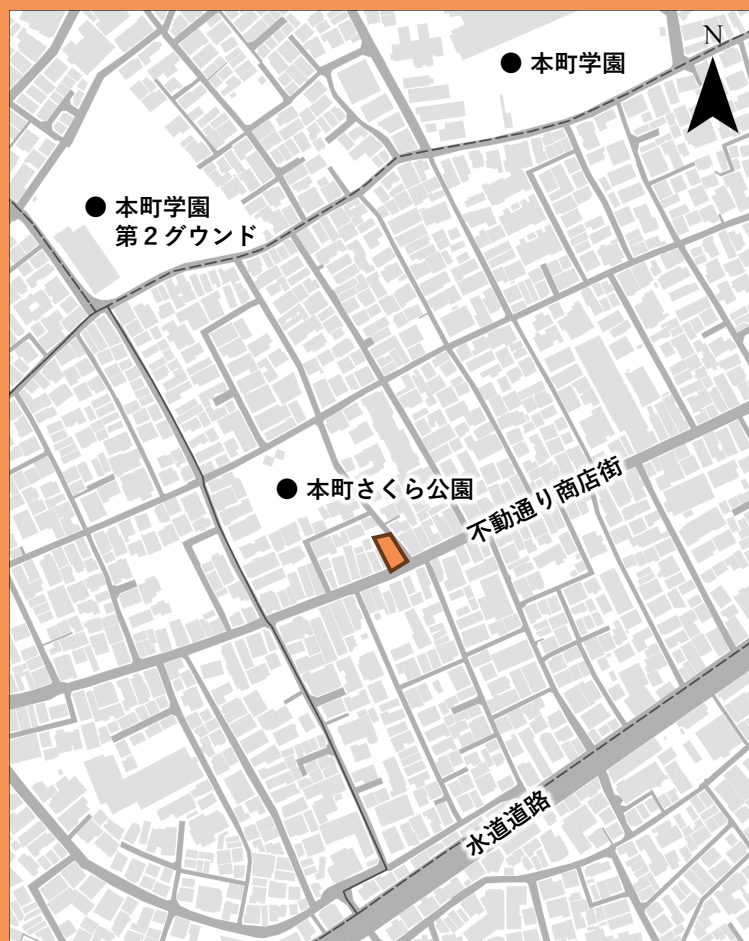 N
● 本町学園
● 本町学園
第２グウンド
● 本町さくら公園
不動通り商店街
水道道路